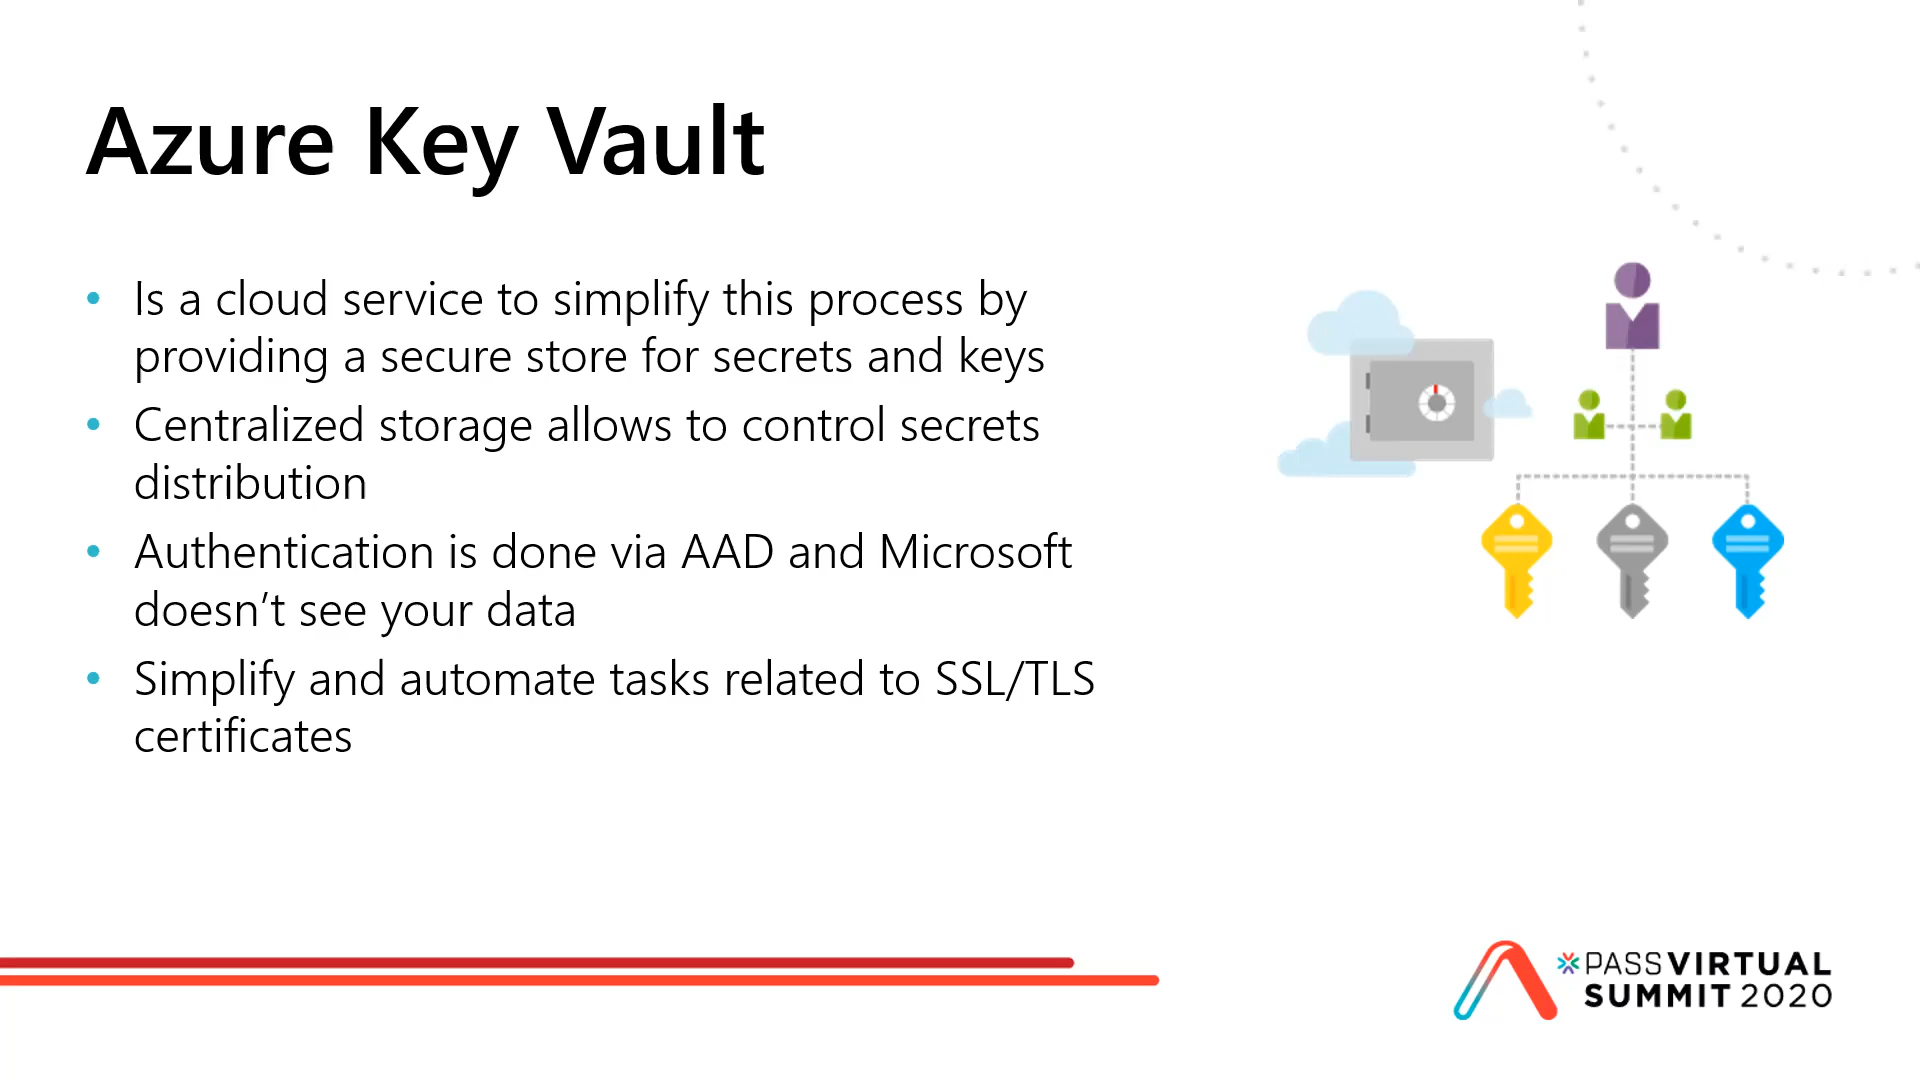 Azure Key Vault
• Is a cloud service to simplify this process by
providing a secure store for secrets and keys
• Centralized storage allows to control secrets
distribution
• Authentication is done via AAD and Microsoft
doesn’t see your data
• Simplify and automate tasks related to SSL/TLS
certificates
PASS VIRTUAL
SUMMIT 2020